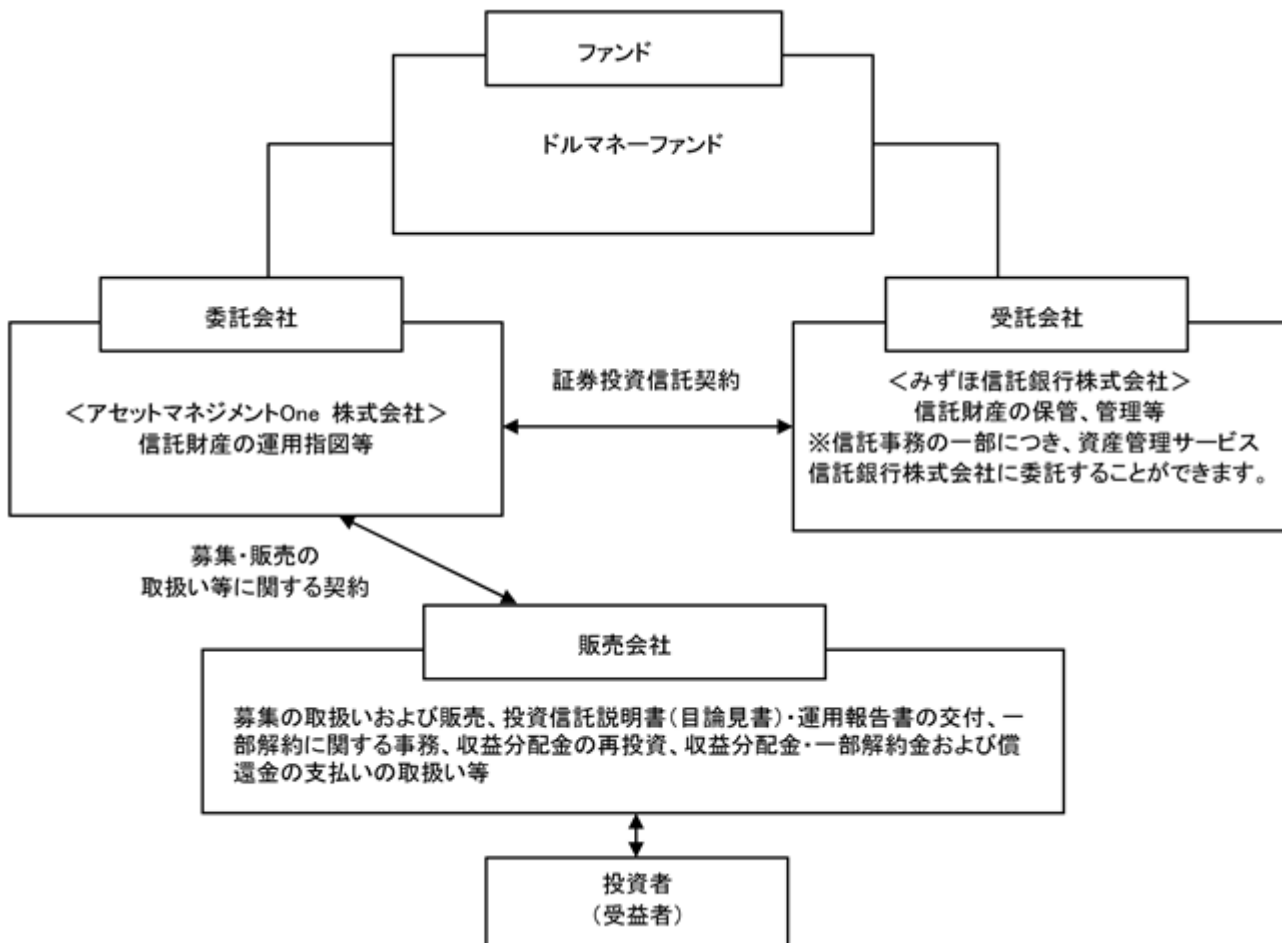 ファンド
ドルマネーファンド
委託会社
<アセットマネジメントOne 株式会社>
信託財産の運用指図等
証券投資信託契約
受託会社
<みずほ信託銀行株式会社>
信託財産の保管、管理等
※信託事務の一部につき、資産管理サービス
信託銀行株式会社に委託することができます。
募集・販売の
取扱い等に関する契約
販売会社
募集の取扱いおよび販売、投資信託説明書(目論見書)・運用報告書の交付、一
部解約に関する事務、収益分配金の再投資、収益分配金・一部解約金および償
還金の支払いの取扱い等
投資者
(受益者)